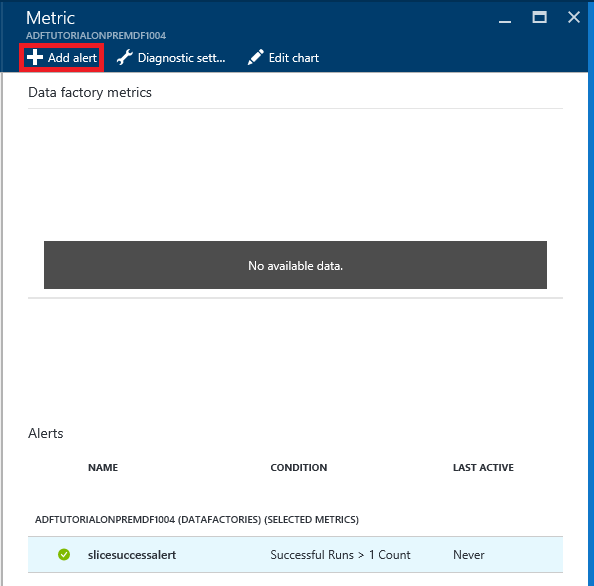 Metric
ADFTUTORIALONPREMDF1004
Add alert Diagnostic sett... Edit chart
Data factory metrics
No available data.
Alerts
NAME CONDITION LAST ACTIVE
ADFTUTORIALONPREMDF1004 (DATAFACTORIES) (SELECTED METRICS)
slicesuccessalert Successful Runs > 1 Count Never